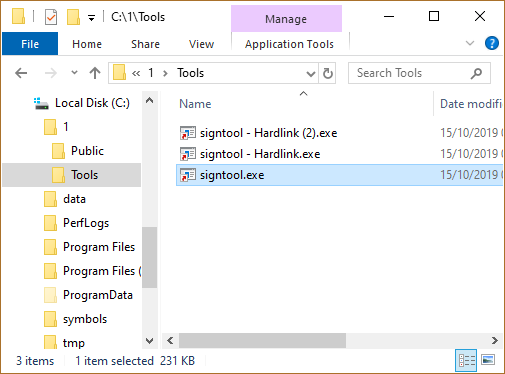 C:\1\Tools
Manage
File
Home
Share
View
Application Tools
1
Tools
Search Tools
Local Disk (C:)
1
Public
Tools
data
PerfLogs
Program Files
Program Files (
ProgramData
symbols
tmp
Name
Date modifi
signtool - Hardlink (2).exe
15/10/2019
signtool - Hardlink.exe
15/10/2019
signtool.exe
15/10/2019
3 items
1 item selected 231 KB